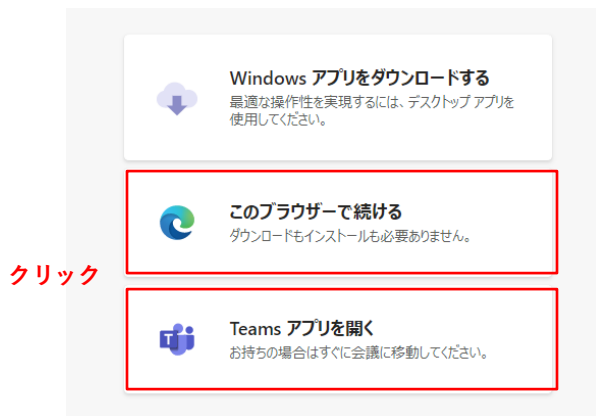 Windows アプリをダウンロードする
最適な操作性を実現するには、デスクトップ アプリを
使用してください。
このブラウザーで続ける
ダウンロードもインストールも必要ありません。
クリック
Teams アプリを開く
お持ちの場合はすぐに会議に移動してください。